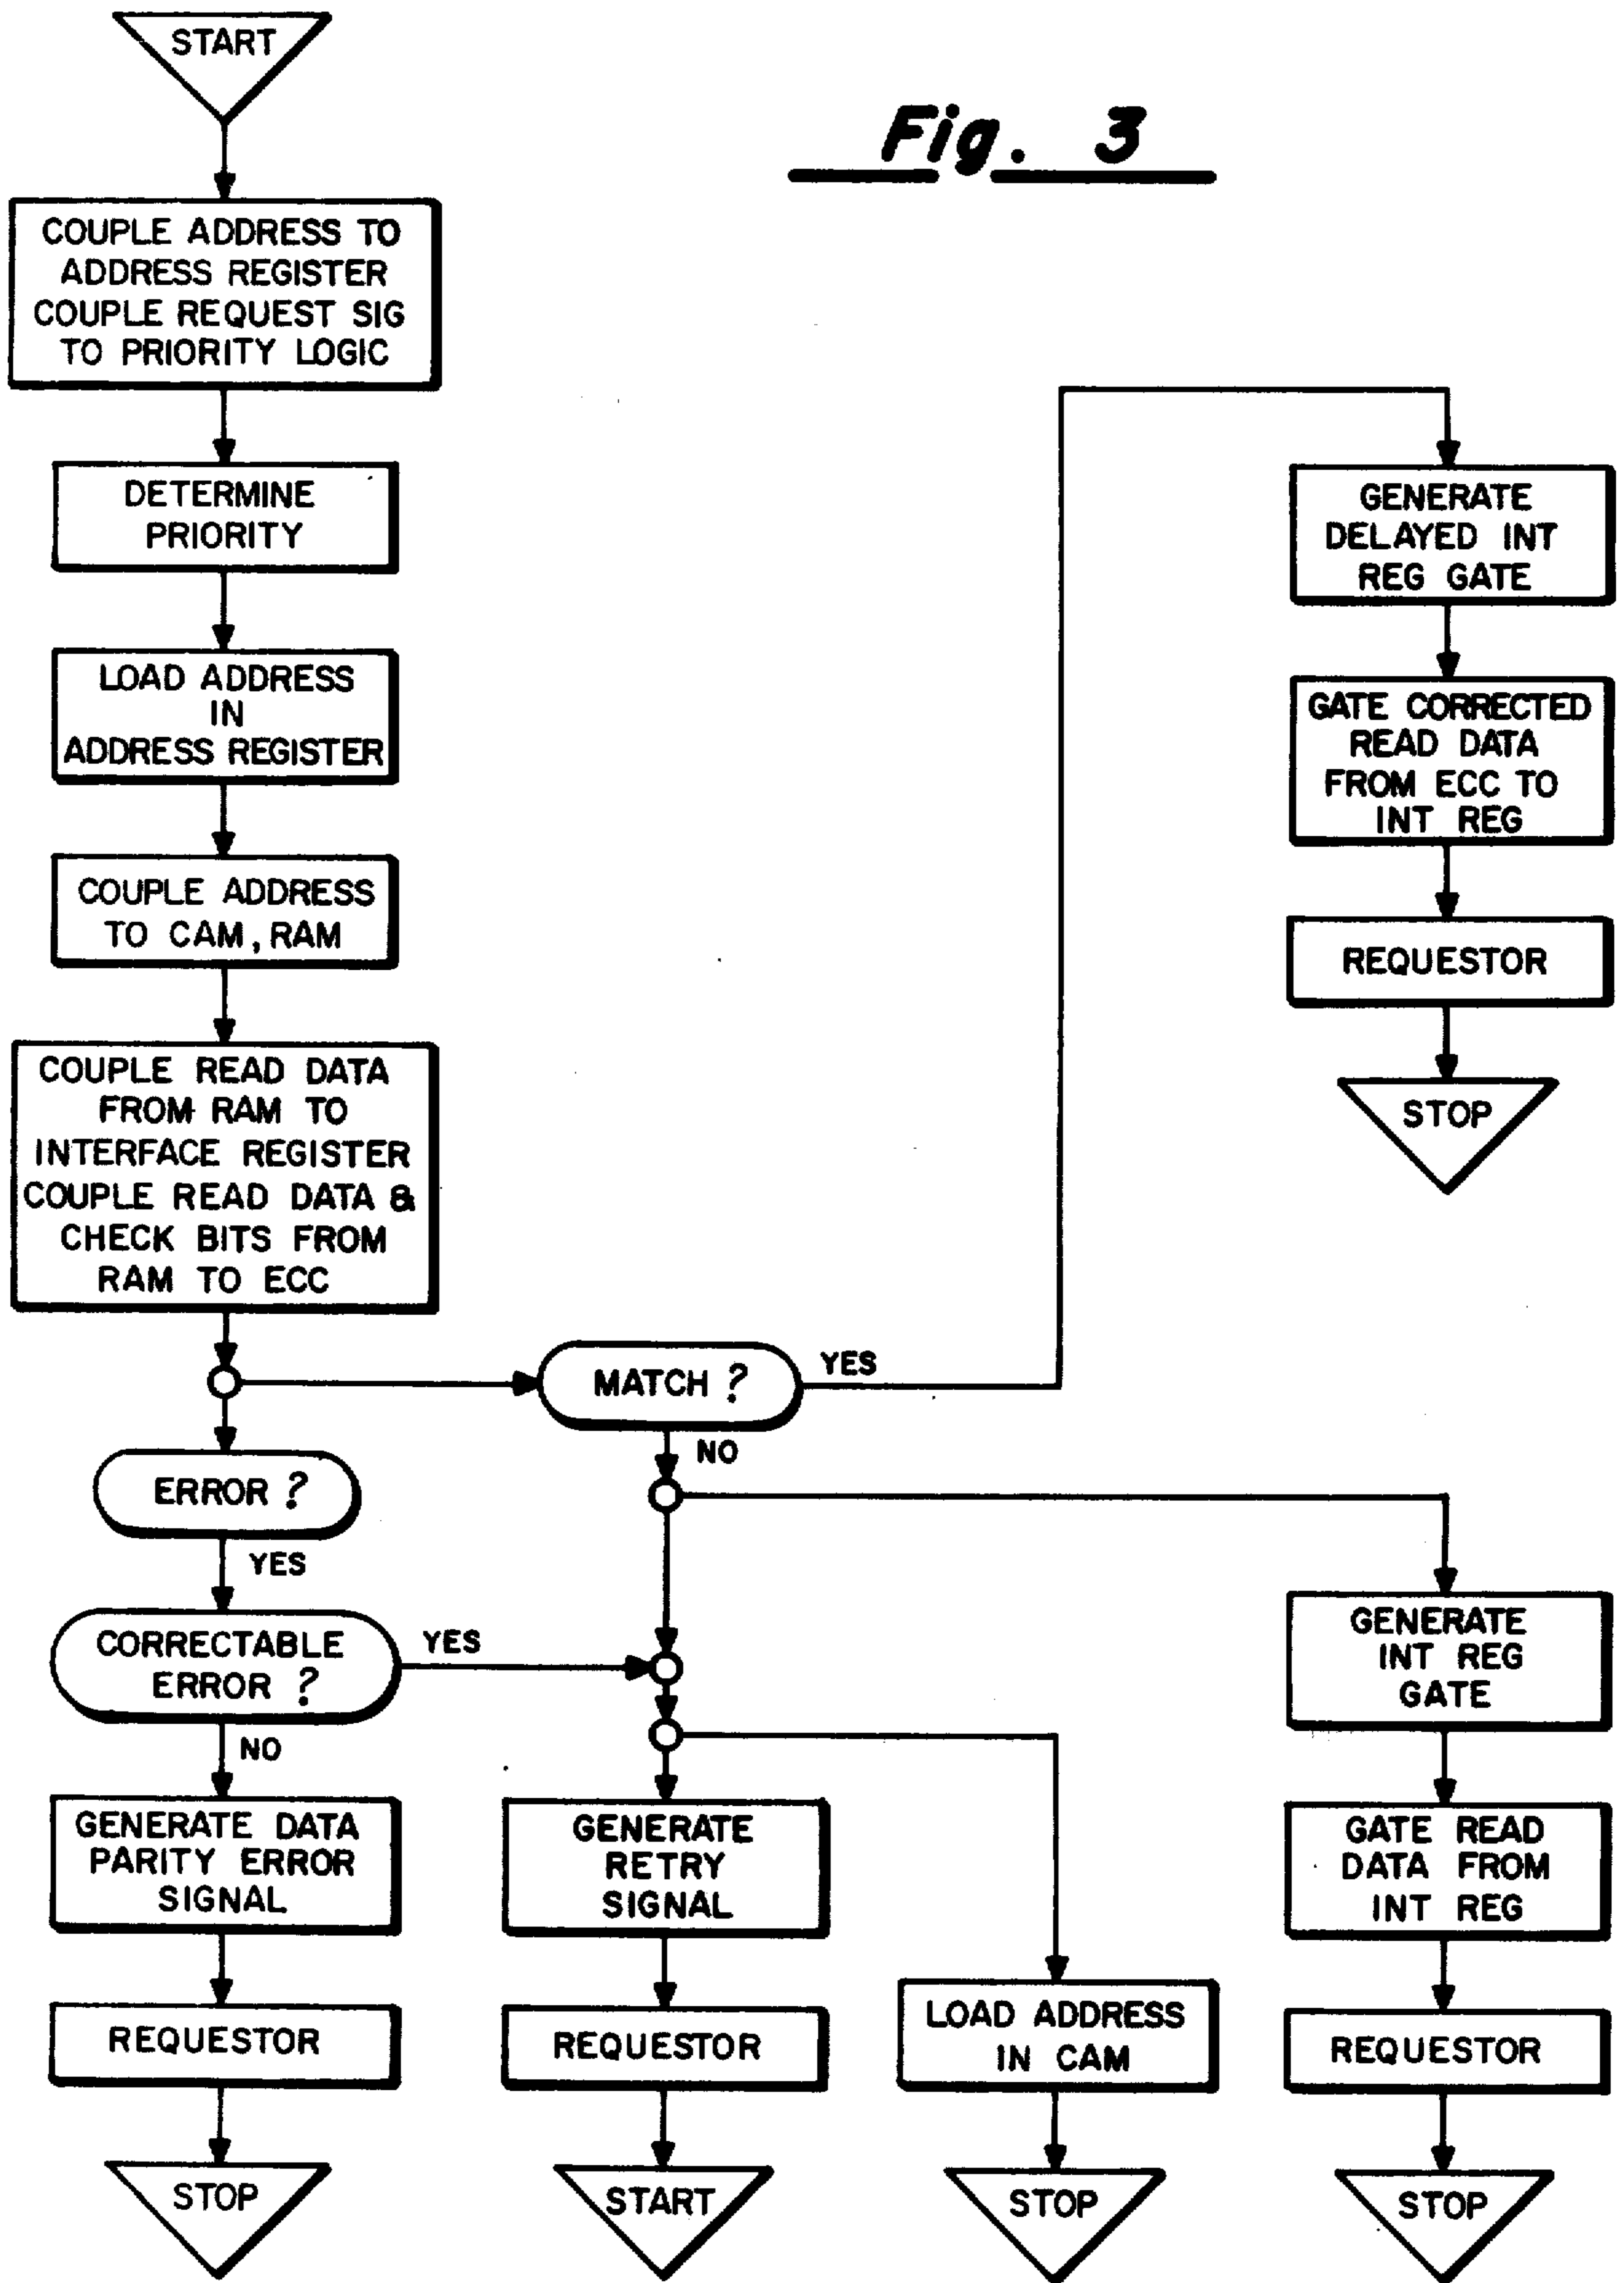 START
Fig. 3
COUPLE ADDRESS TO
ADDRESS REGISTER
COUPLE REQUEST SIG
TO PRIORITY LOGIC
DETERMINE
PRIORITY
LOAD ADDRESS
IN
ADDRESS REGISTER
COUPLE ADDRESS
TO CAM, RAM
COUPLE READ DATA
FROM RAM TO
INTERFACE REGISTER
COUPLE READ DATA &
CHECK BITS FROM
RAM TO ECC
MATCH ?
YES
NO
GENERATE
DELAYED INT
REG GATE
GATE CORRECTED
READ DATA
FROM ECC TO
INT REG
REQUESTOR
STOP
ERROR ?
YES
CORRECTABLE
ERROR ?
YES
NO
GENERATE DATA
PARITY ERROR
SIGNAL
REQUESTOR
STOP
GENERATE
RETRY
SIGNAL
REQUESTOR
START
LOAD ADDRESS
IN CAM
STOP
GENERATE
INT REG
GATE
GATE READ
DATA FROM
INT REG
REQUESTOR
STOP